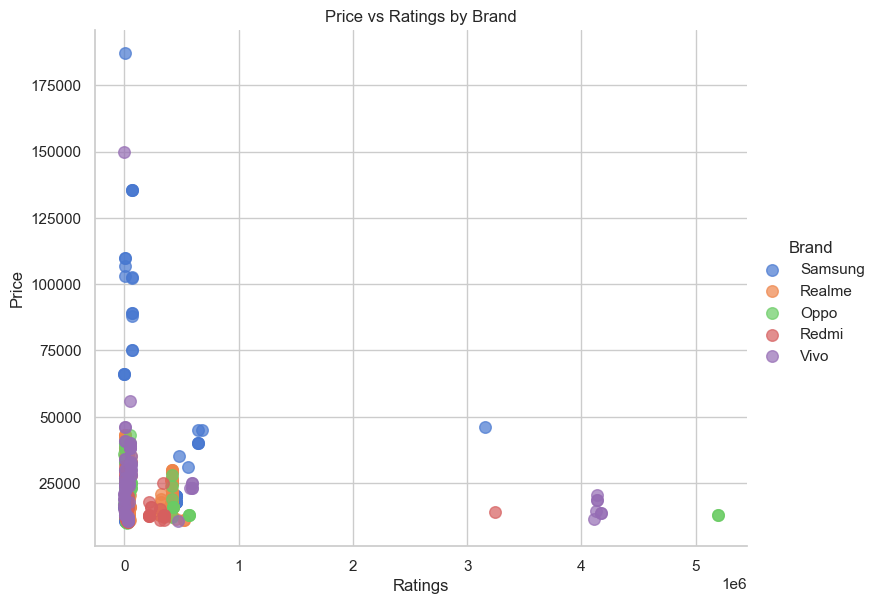 Price vs Ratings by Brand
175000
150000
125000
100000
75000
50000
25000
Price
0
1
2
3
4
5
1e6
Ratings
Brand
Samsung
Realme
Oppo
Redmi
Vivo